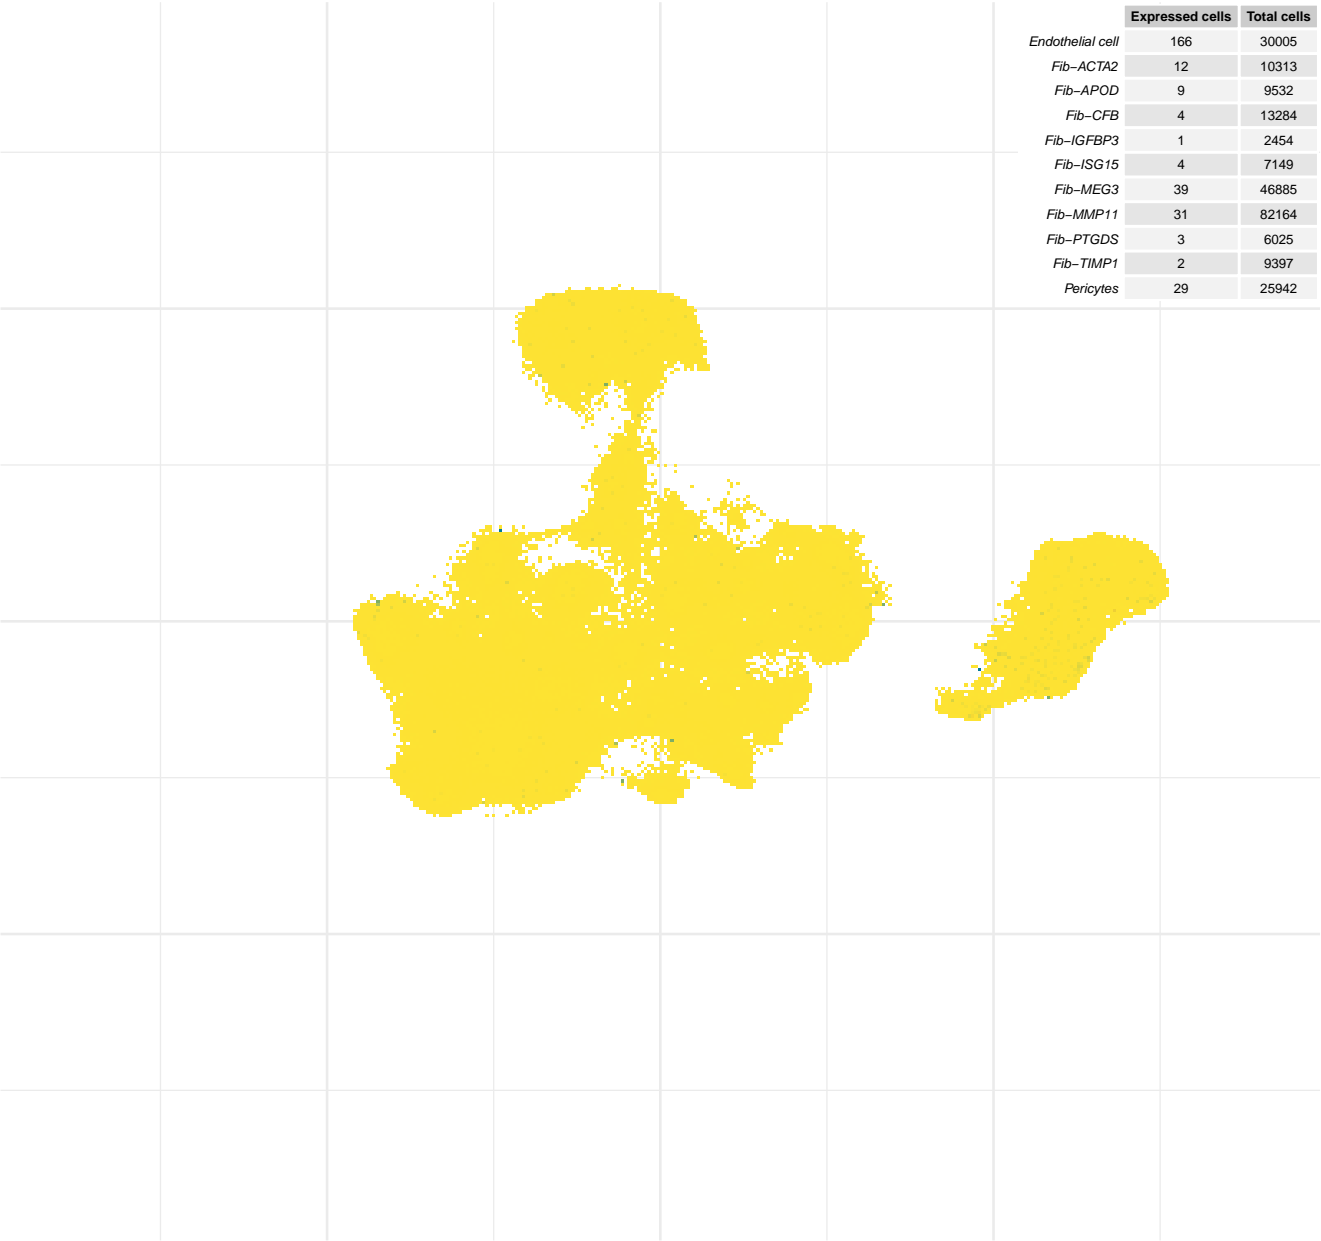 Expressed cells Total cells
Endothelial cell 166 30005
Fib−ACTA2 12 10313
Fib−APOD 9 9532
Fib−CFB 4 13284
Fib−IGFBP3 1 2454
Fib−ISG15 4 7149
Fib−MEG3 39 46885
Fib−MMP11 31 82164
Fib−PTGDS 3 6025
Fib−TIMP1 2 9397
Pericytes 29 25942